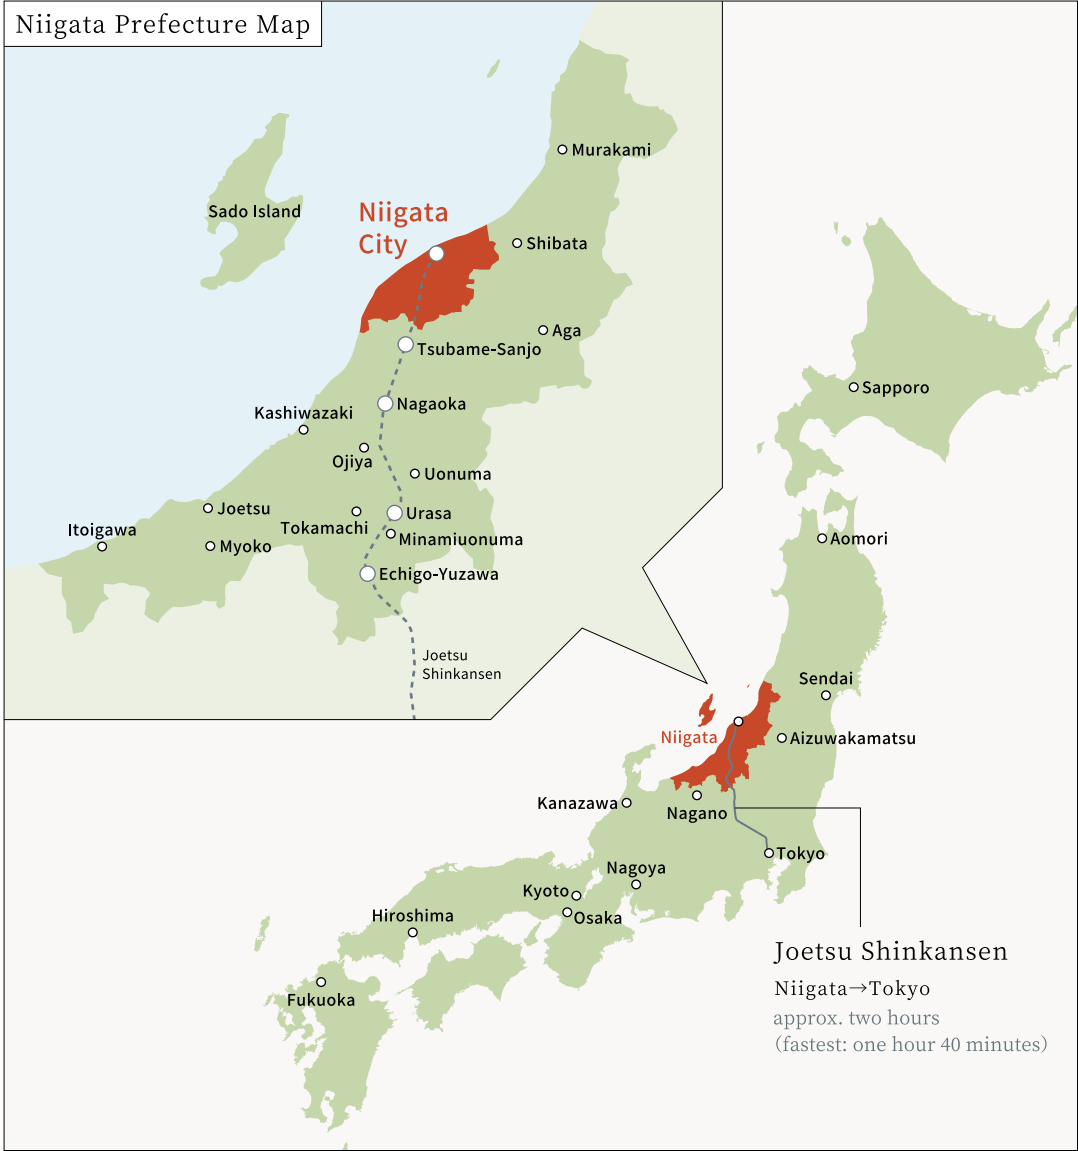 Niigata Prefecture Map
Murakami
Sado Island
Niigata
City
Shibata
Aga
Tsubame-Sanjo
Nagaoka
Kashiwazaki
Ojiya
Uonuma
Joetsu
Urasa
Tokamachi
Itoigawa
Minamiuonuma
Myoko
Echigo-Yuzawa
Joetsu
Shinkansen
Sapporo
Aomori
Sendai
Niigata
Aizuwakamatsu
Kanazawa
Nagano
Tokyo
Nagoya
Kyoto
Osaka
Hiroshima
Fukuoka
Joetsu Shinkansen
Niigata→Tokyo
approx. two hours
(fastest: one hour 40 minutes)